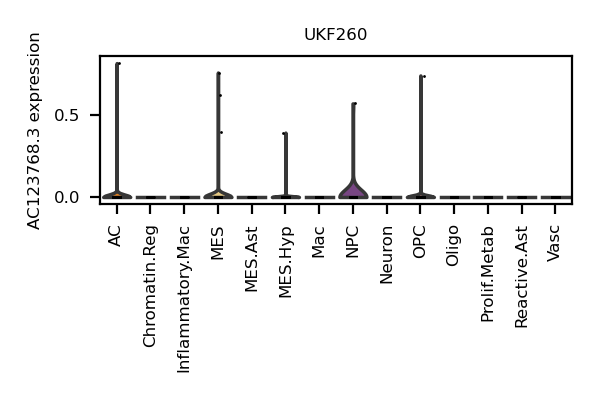 UKF260
AC123768.3 expression
0.5
0.0
AC
Chromatin.Reg
Inflammatory.Mac
MES
MES.Ast
MES.Hyp
Mac
NPC
Neuron
OPC
Oligo
Prolif.Metab
Reactive.Ast
Vasc